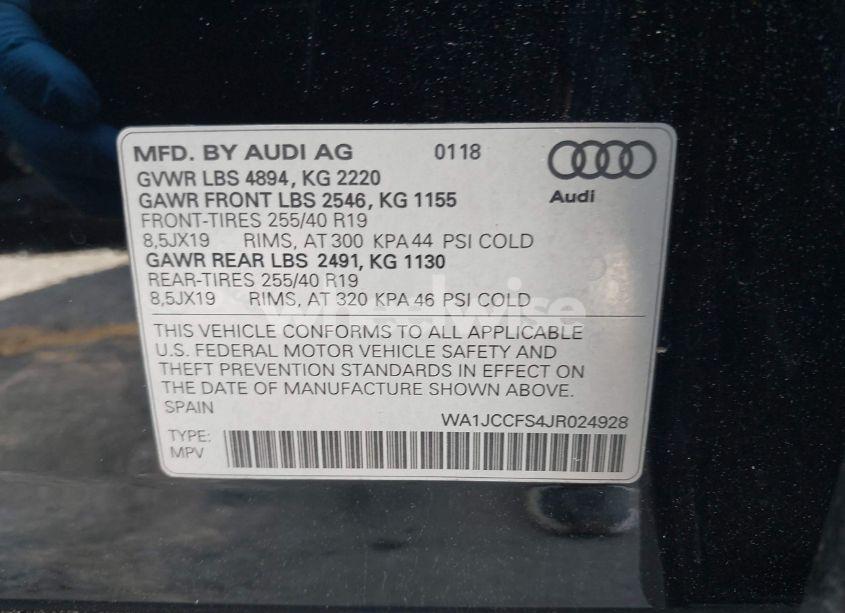 MFD. BY AUDI AG 0118
GVWR LBS 4894, KG 2220
GAWR FRONT LBS 2546, KG 1155
Audi
FRONT-TIRES 255/40 R19
8,5JX19 RIMS, AT 300 KPA 44 PSI COLD
GAWR REAR LBS 2491, KG 1130
REAR-TIRES 255/40 R19
8,5JX19 RIMS, AT 320 KPA 46 PSI COLD
wheelwise
THIS VEHICLE CONFORMS TO ALL APPLICABLE
U.S. FEDERAL MOTOR VEHICLE SAFETY AND
THEFT PREVENTION STANDARDS IN EFFECT ON
THE DATE OF MANUFACTURE SHOWN ABOVE.
SPAIN
WA1JCCFS4JR024928
TYPE:
MPV